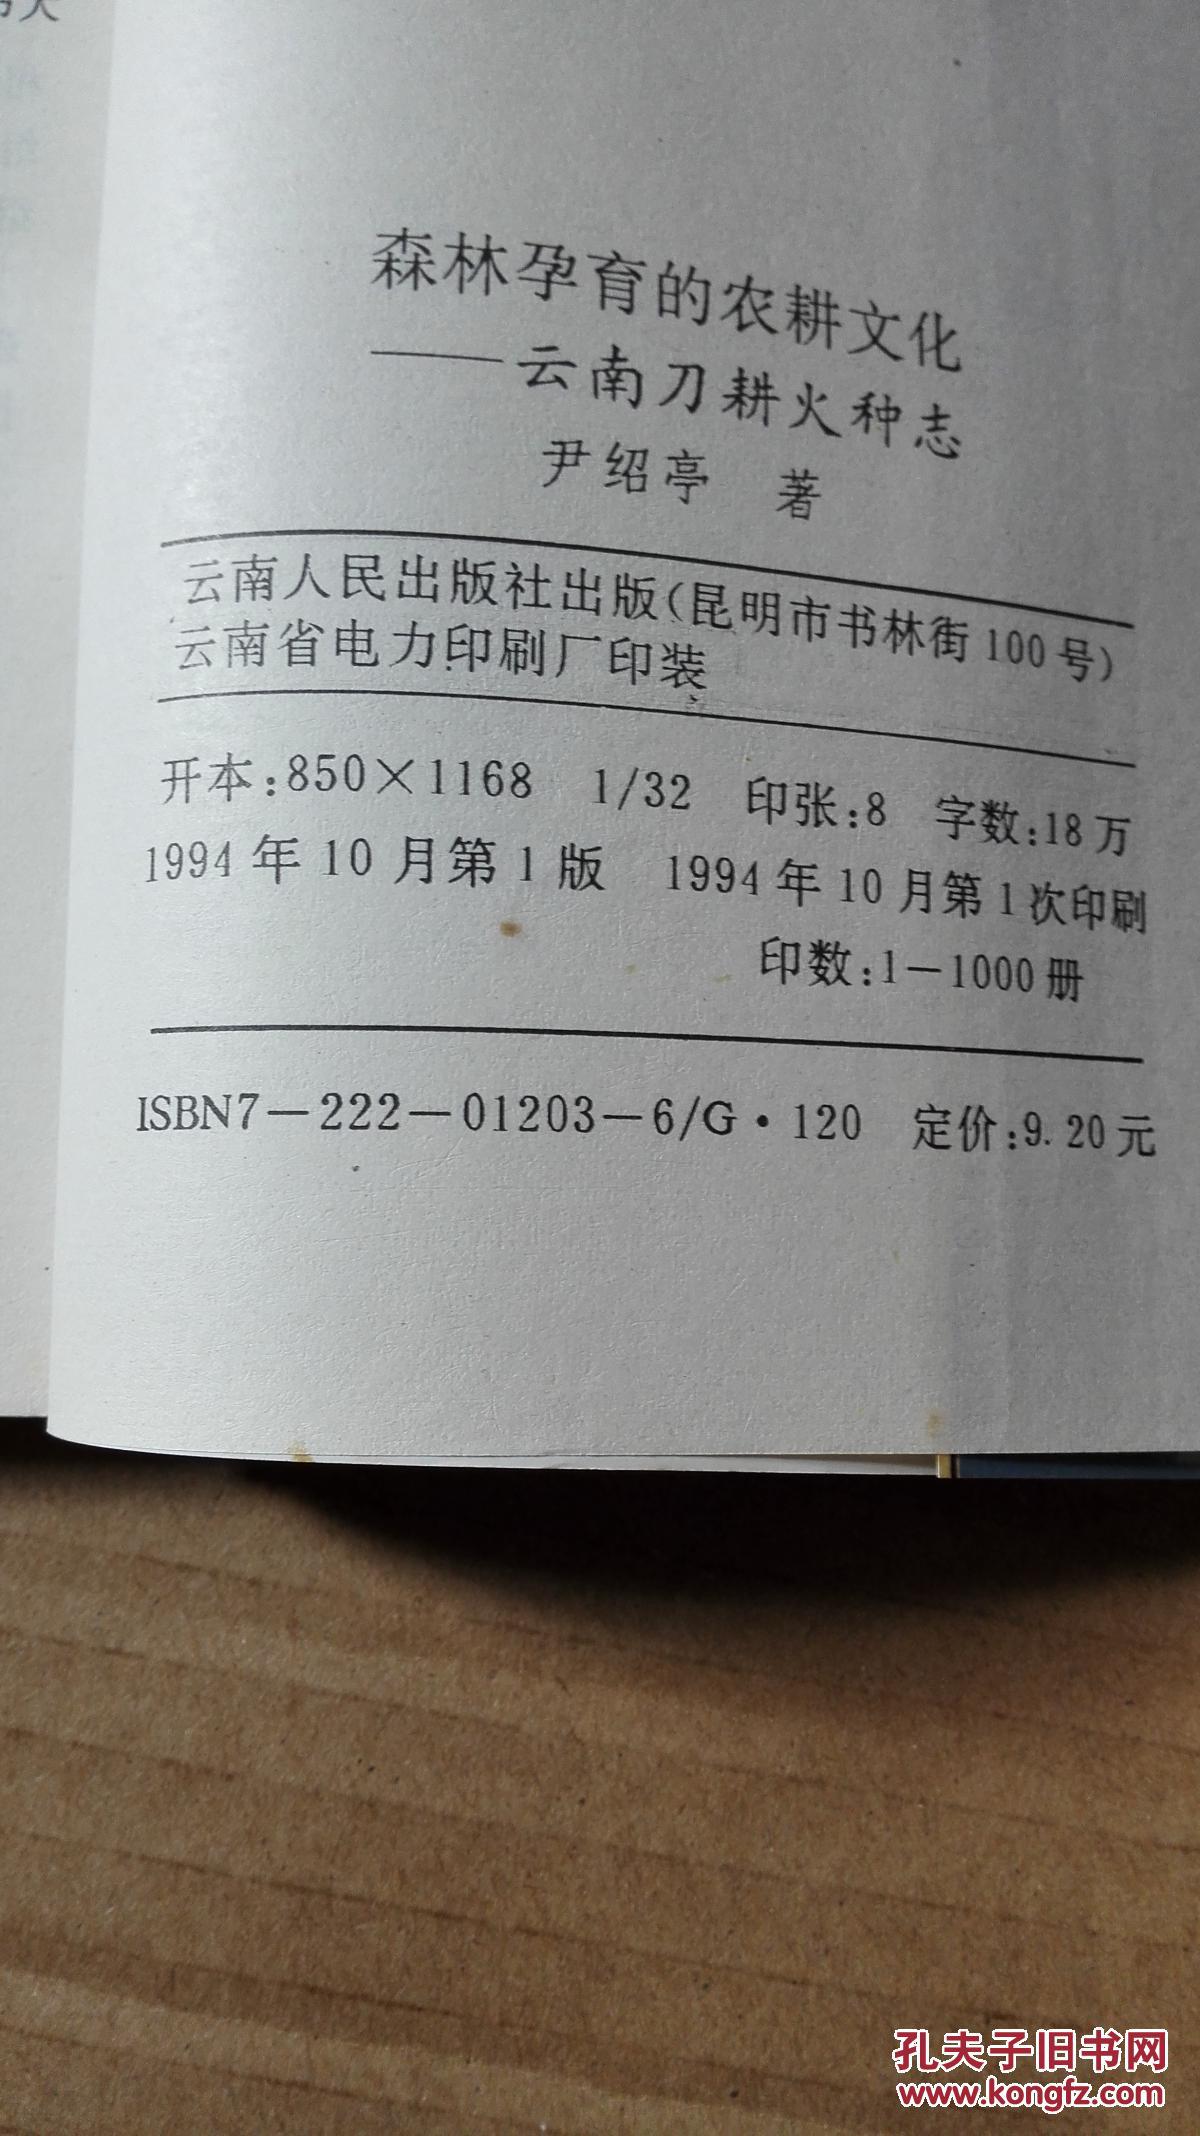 森林孕育的农耕文化
——云南刀耕火种志
尹绍亭 著
云南人民出版社出版(昆明市书林街100号)
云南省电力印刷厂印装
开本:850×1168 1/32 印张:8 字数:18万
1994年10月第1版 1994年10月第1次印刷
印数:1—1000册
ISBN7—222—01203—6/G·120 定价:9.20元
孔夫子旧书网
www.kongfz.com